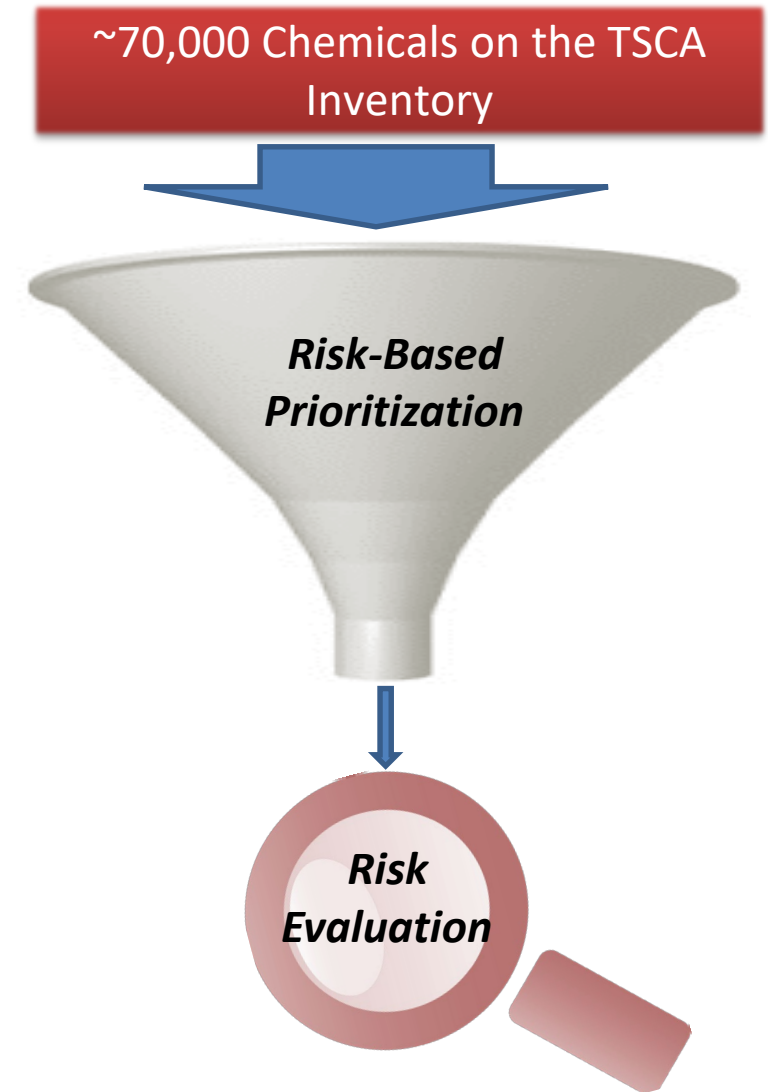 ~70,000 Chemicals on the TSCA
Inventory
Risk-Based
Prioritization
Risk
Evaluation